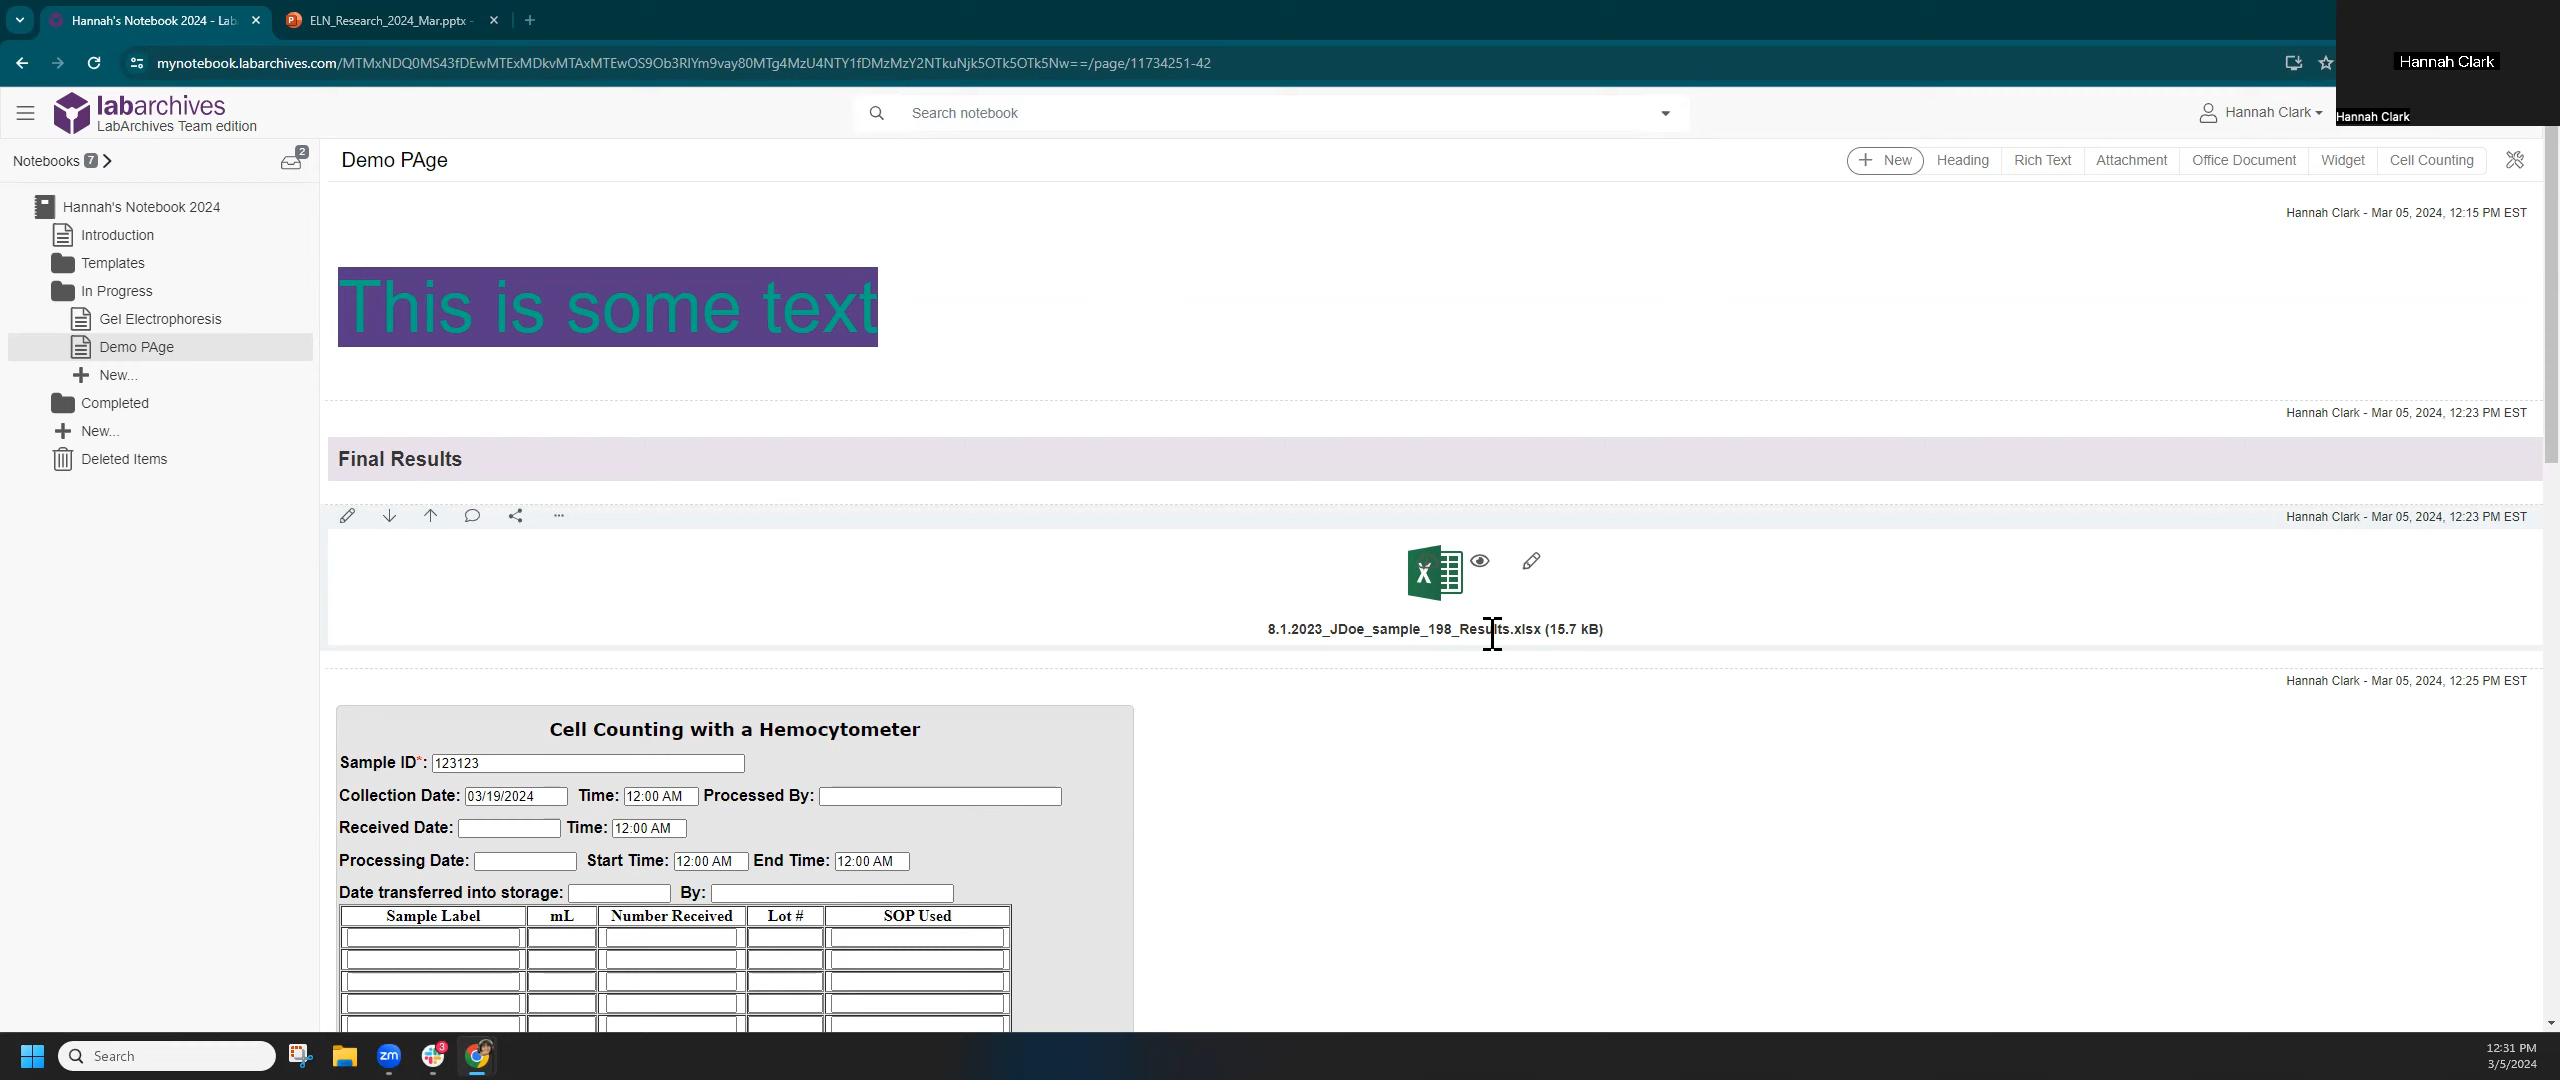 Hannah's Notebook 2024 - Lab
ELN_Research_2024_Mar.pptx -
mynotebook.labarchives.com/MTMxNDQ0MS43fDEwMTExMDkvMTAxMTEwOS9Ob3RlYm9vay80MTg4MzU4NTY1fDMzMzY2NTkuNjk5OTk5OTk5Nw==/page/11734251-42
Hannah Clark
Hannah Clark
labarchives
LabArchives Team edition
Search notebook
Hannah Clark
Notebooks 7
2
Demo PAge
New
Heading
Rich Text
Attachment
Office Document
Widget
Cell Counting
Hannah's Notebook 2024
Introduction
Templates
In Progress
Gel Electrophoresis
Demo PAge
New...
Completed
New...
Deleted Items
Hannah Clark - Mar 05, 2024, 12:15 PM EST
This is some text
Hannah Clark - Mar 05, 2024, 12:23 PM EST
Final Results
Hannah Clark - Mar 05, 2024, 12:23 PM EST
8.1.2023_JDoe_sample_198_Results.xlsx (15.7 kB)
Hannah Clark - Mar 05, 2024, 12:25 PM EST
Cell Counting with a Hemocytometer
Sample ID*: 123123
Collection Date: 03/19/2024 Time: 12:00 AM Processed By:
Received Date: Time: 12:00 AM
Processing Date: Start Time: 12:00 AM End Time: 12:00 AM
Date transferred into storage: By:
Sample Label mL Number Received Lot # SOP Used
Search
zm
3
12:31 PM
3/5/2024